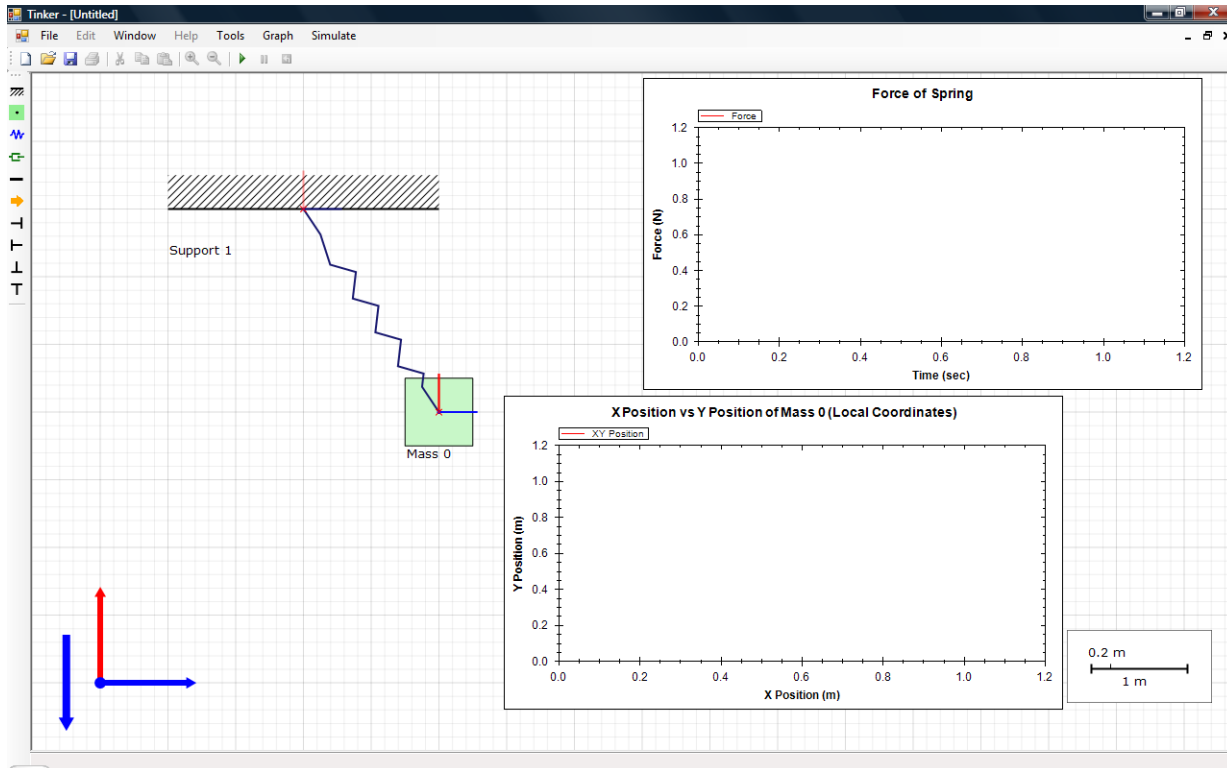 Tinker - [Untitled]
File Edit Window Help Tools Graph Simulate
Support 1
Mass 0
Force of Spring
Force
1.2
1.0
0.8
0.6
0.4
0.2
0.0
0.0 0.2 0.4 0.6 0.8 1.0 1.2
Force (N)
Time (sec)
X Position vs Y Position of Mass 0 (Local Coordinates)
XY Position
1.2
1.0
0.8
0.6
0.4
0.2
0.0
0.0 0.2 0.4 0.6 0.8 1.0 1.2
Y Position (m)
X Position (m)
0.2 m
1 m